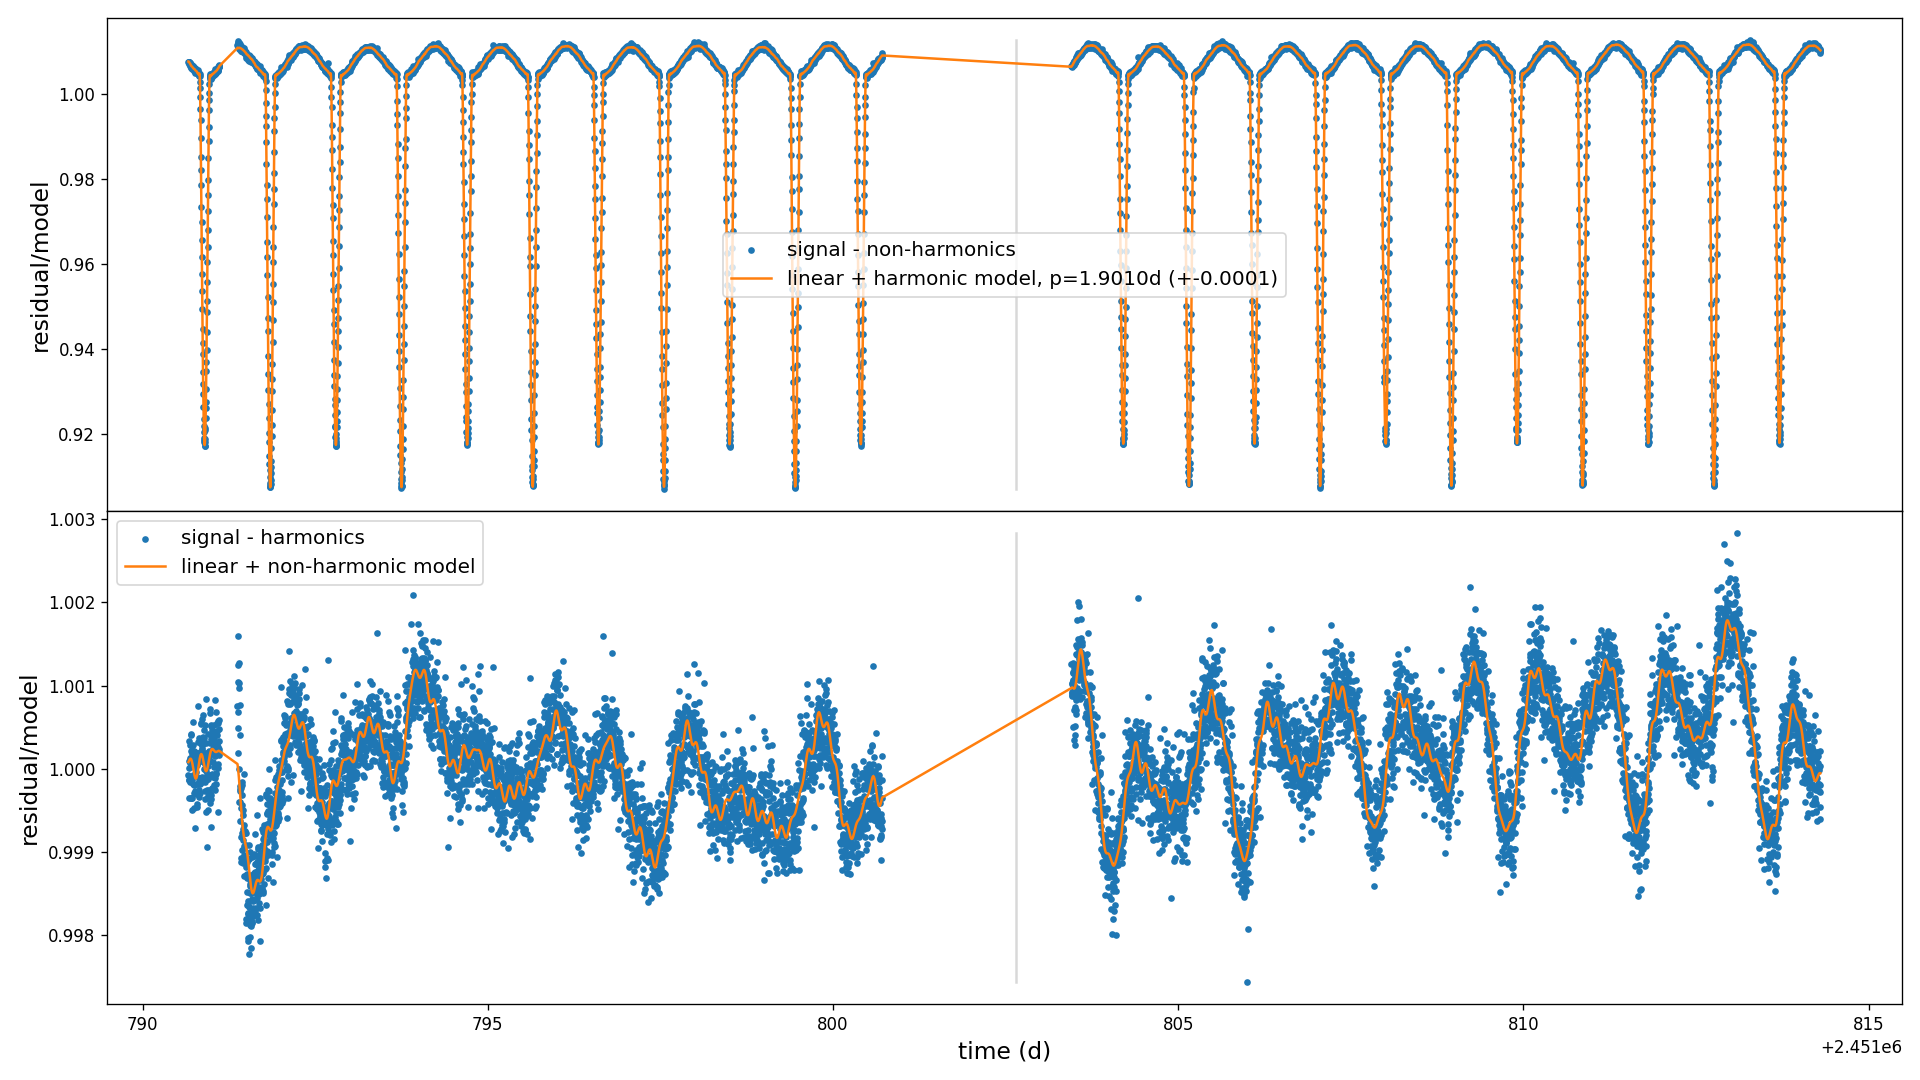 1.00
0.98
0.96
0.94
0.92
residual/model
signal - non-harmonics
linear + harmonic model, p=1.9010d (+-0.0001)
1.003
1.002
1.001
1.000
0.999
0.998
residual/model
signal - harmonics
linear + non-harmonic model
790
795
800
805
810
815
time (d)
+2.451e6